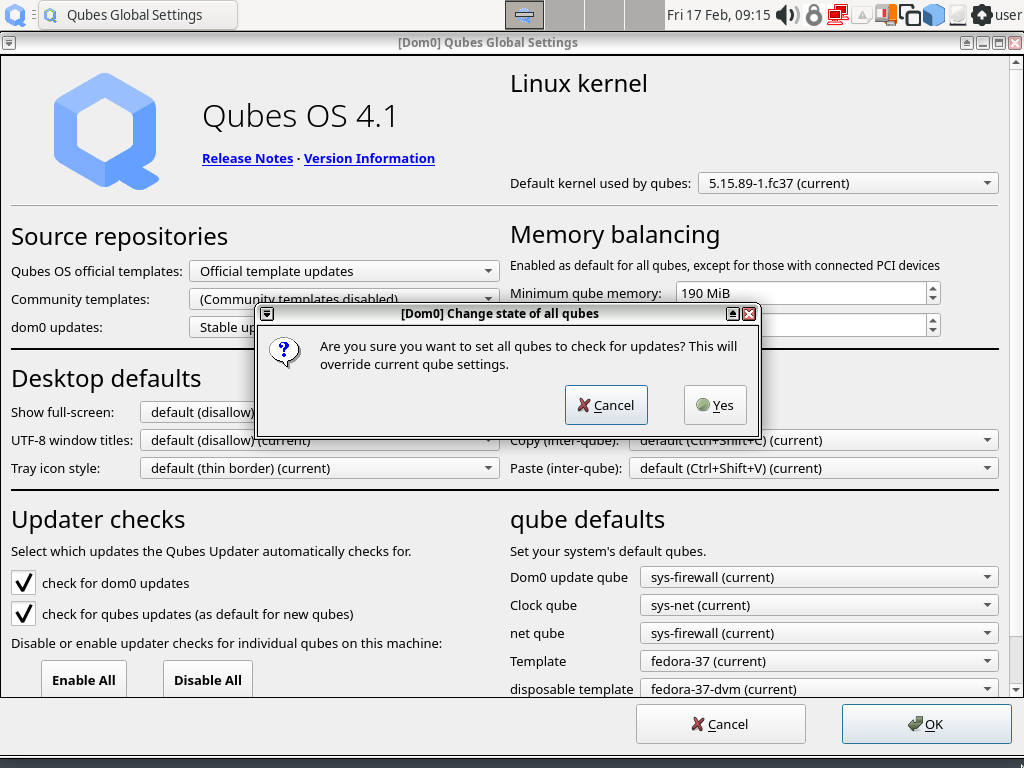 Qubes Global Settings
Fri 17 Feb, 09:15
user
[Dom0] Qubes Global Settings
Qubes OS 4.1
Release Notes · Version Information
Linux kernel
Default kernel used by qubes: 5.15.89-1.fc37 (current)
Source repositories
Qubes OS official templates: Official template updates
Community templates: (Community templates disabled)
dom0 updates: Stable
Memory balancing
Enabled as default for all qubes, except for those with connected PCI devices
Minimum qube memory: 190 MiB
[Dom0] Change state of all qubes
Are you sure you want to set all qubes to check for updates? This will
override current qube settings.
Cancel
Yes
Desktop defaults
Show full-screen: default (disallow)
UTF-8 window titles: default (disallow) (current)
Tray icon style: default (thin border) (current)
Copy (inter-qube): default (Ctrl+Shift+C) (current)
Paste (inter-qube): default (Ctrl+Shift+V) (current)
Updater checks
Select which updates the Qubes Updater automatically checks for.
check for dom0 updates
check for qubes updates (as default for new qubes)
Disable or enable updater checks for individual qubes on this machine:
Enable All
Disable All
qube defaults
Set your system's default qubes.
Dom0 update qube sys-firewall (current)
Clock qube sys-net (current)
net qube sys-firewall (current)
Template fedora-37 (current)
disposable template fedora-37-dvm (current)
Cancel
OK